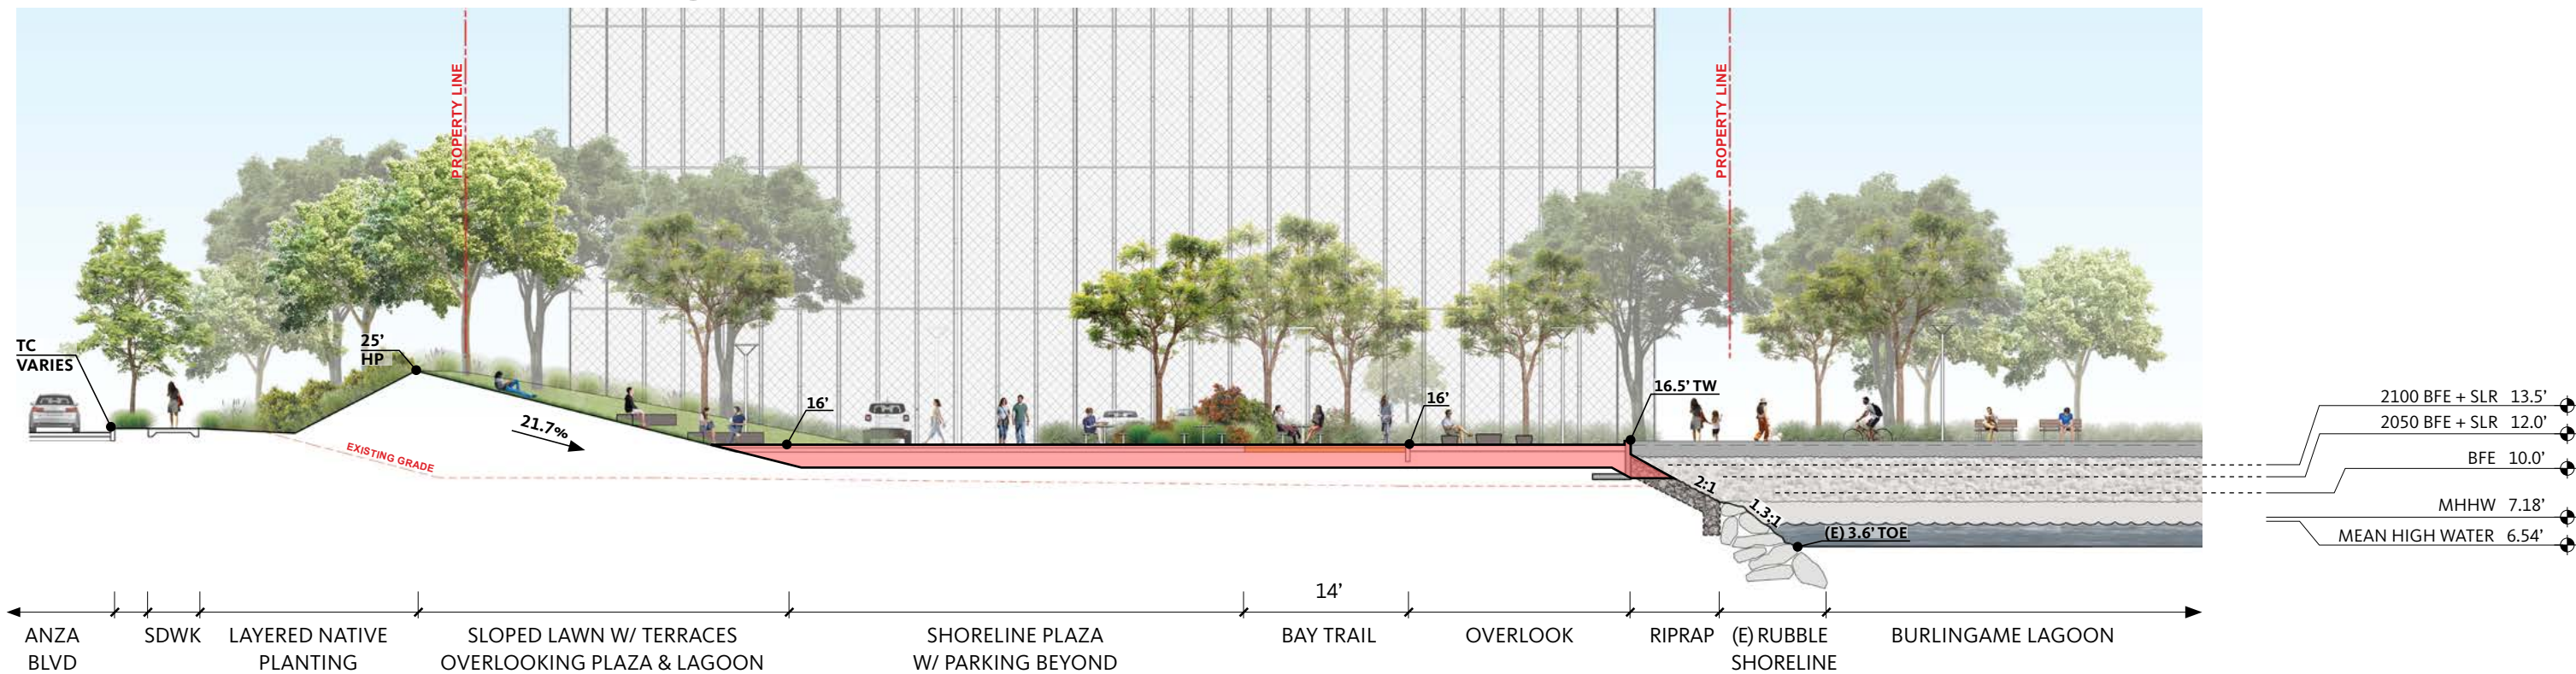 PROPERTY LINE
PROPERTY LINE
TC
VARIES
25’
HP
21.7%
EXISTING GRADE
16’
16’
16.5’ TW
2:1
1.3:1
(E) 3.6’ TOE
2100 BFE + SLR 13.5’
2050 BFE + SLR 12.0’
BFE 10.0’
MHHW 7.18’
MEAN HIGH WATER 6.54’
14’
ANZA
BLVD
SDWK
LAYERED NATIVE
PLANTING
SLOPED LAWN W/ TERRACES
OVERLOOKING PLAZA & LAGOON
SHORELINE PLAZA
W/ PARKING BEYOND
BAY TRAIL
OVERLOOK
RIPRAP
(E) RUBBLE
SHORELINE
BURLINGAME LAGOON